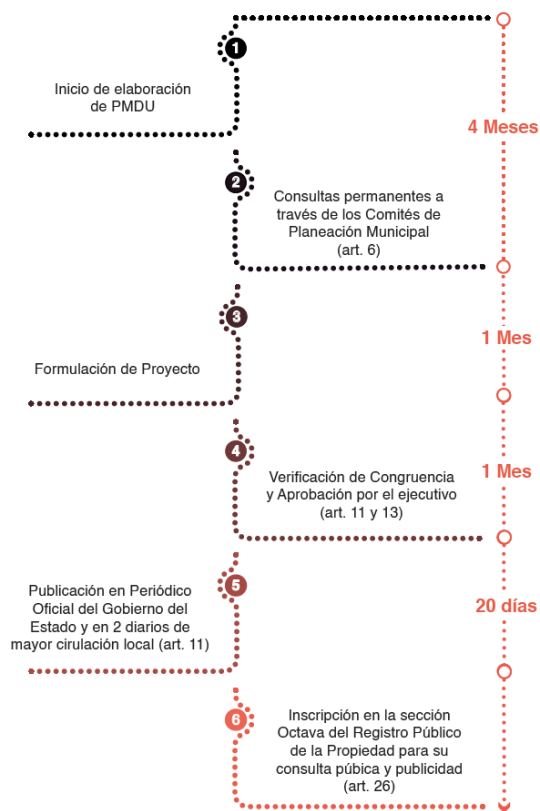 1
Inicio de elaboración
de PMDU
4 Meses
2
Consultas permanentes a
través de los Comités de
Planeación Municipal
(art. 6)
3
1 Mes
Formulación de Proyecto
4
Verificación de Congruencia
y Aprobación por el ejecutivo
(art. 11 y 13)
1 Mes
5
Publicación en Periódico
Oficial del Gobierno del
Estado y en 2 diarios de
mayor cirulación local (art. 11)
20 días
6
Inscripción en la sección
Octava del Registro Público
de la Propiedad para su
consulta púbica y publicidad
(art. 26)